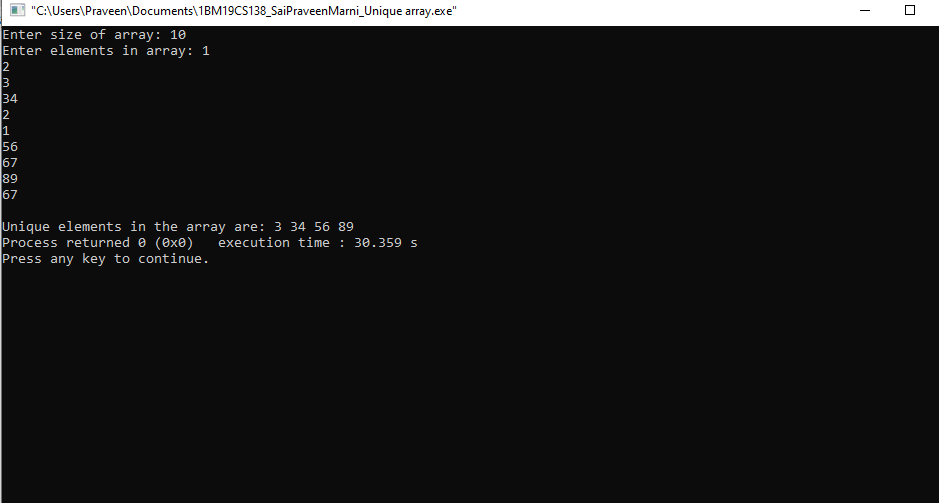 "C:\Users\Praveen\Documents\1BM19CS138_SaiPraveenMarni_Unique array.exe"
Enter size of array: 10
Enter elements in array: 1
2
3
34
2
1
56
67
89
67
Unique elements in the array are: 3 34 56 89
Process returned 0 (0x0)   execution time : 30.359 s
Press any key to continue.